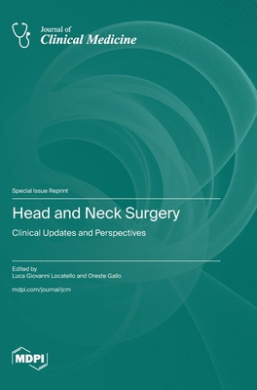 Journal of
Clinical Medicine
Special Issue Reprint
Head and Neck Surgery
Clinical Updates and Perspectives
Edited by
Luca Giovanni Locatello and Oreste Gallo
mdpi.com/journal/jcm
MDPI